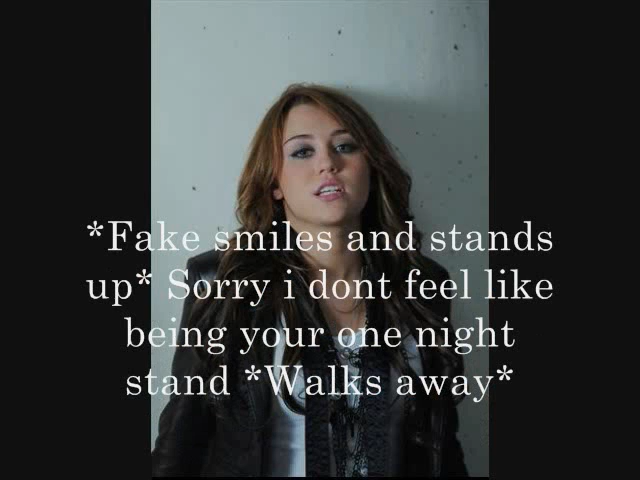 *Fake smiles and stands
up* Sorry i dont feel like
being your one night
stand *Walks away*